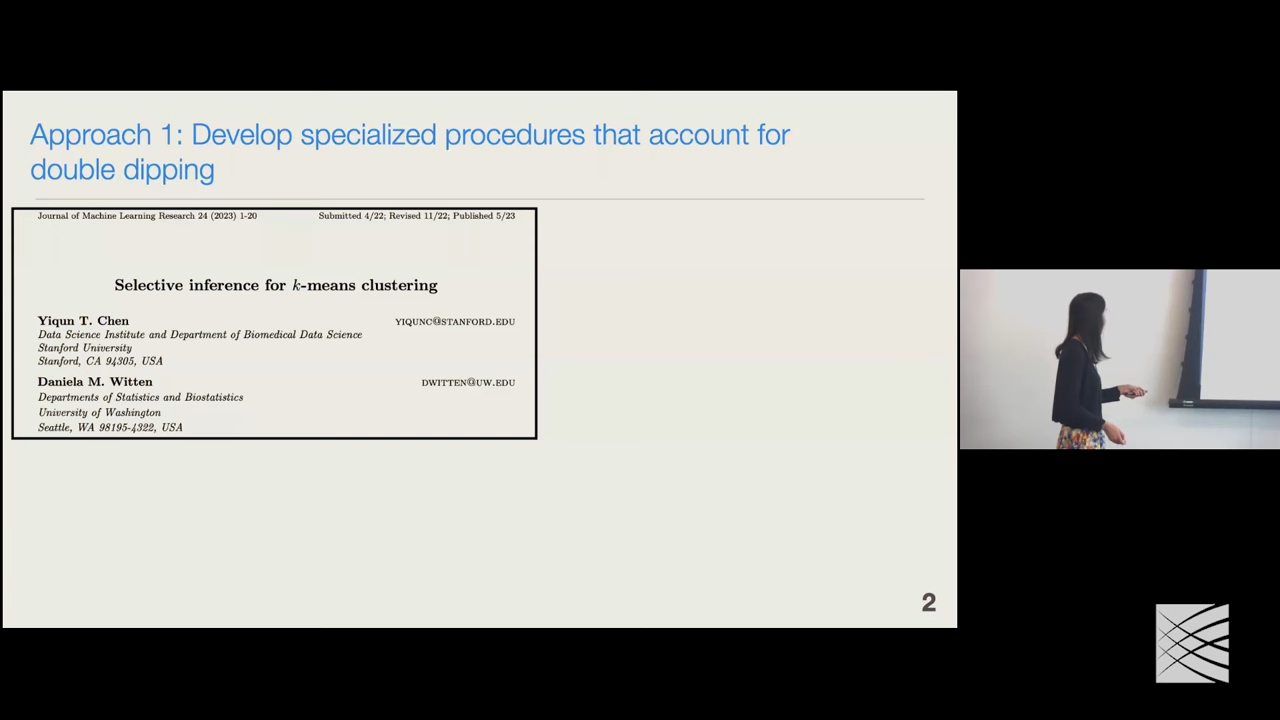 Approach 1: Develop specialized procedures that account for
double dipping
Journal of Machine Learning Research 24 (2023) 1-20 Submitted 4/22; Revised 11/22; Published 5/23
Selective inference for k-means clustering
Yiqun T. Chen YIQUNC@STANFORD.EDU
Data Science Institute and Department of Biomedical Data Science
Stanford University
Stanford, CA 94305, USA
Daniela M. Witten DWITTEN@UW.EDU
Departments of Statistics and Biostatistics
University of Washington
Seattle, WA 98195-4322, USA
2